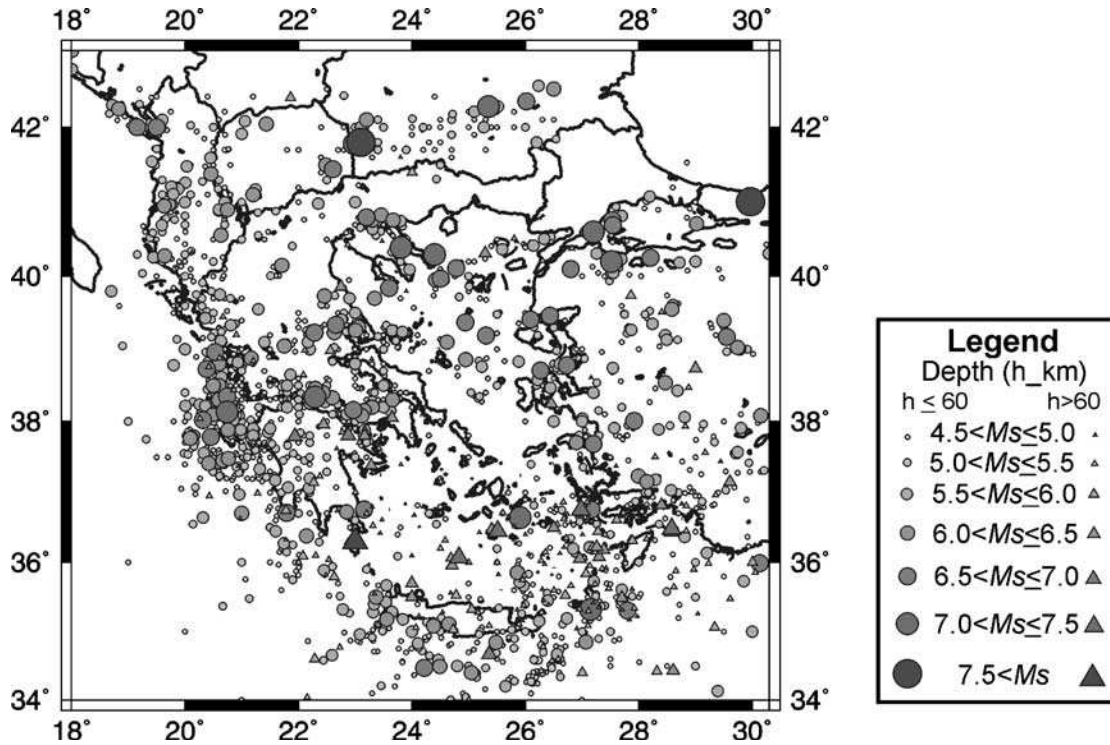 18° 20° 22° 24° 26° 28° 30°
42° 42°
40° 40°
38° 38°
36° 36°
34° 34°
18° 20° 22° 24° 26° 28° 30°
Legend
Depth (h_km)
h ≤ 60 h>60
4.5<Ms≤5.0
5.0<Ms≤5.5
5.5<Ms≤6.0
6.0<Ms≤6.5
6.5<Ms≤7.0
7.0<Ms≤7.5
7.5<Ms